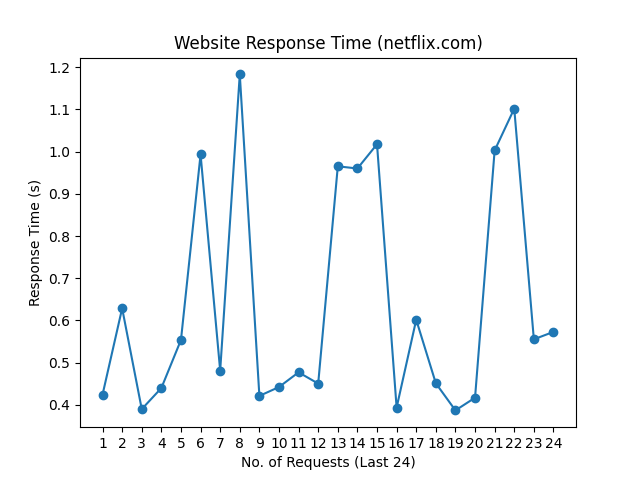 Website Response Time (netflix.com)
Response Time (s)
1.2
1.1
1.0
0.9
0.8
0.7
0.6
0.5
0.4
1 2 3 4 5 6 7 8 9 10 11 12 13 14 15 16 17 18 19 20 21 22 23 24
No. of Requests (Last 24)